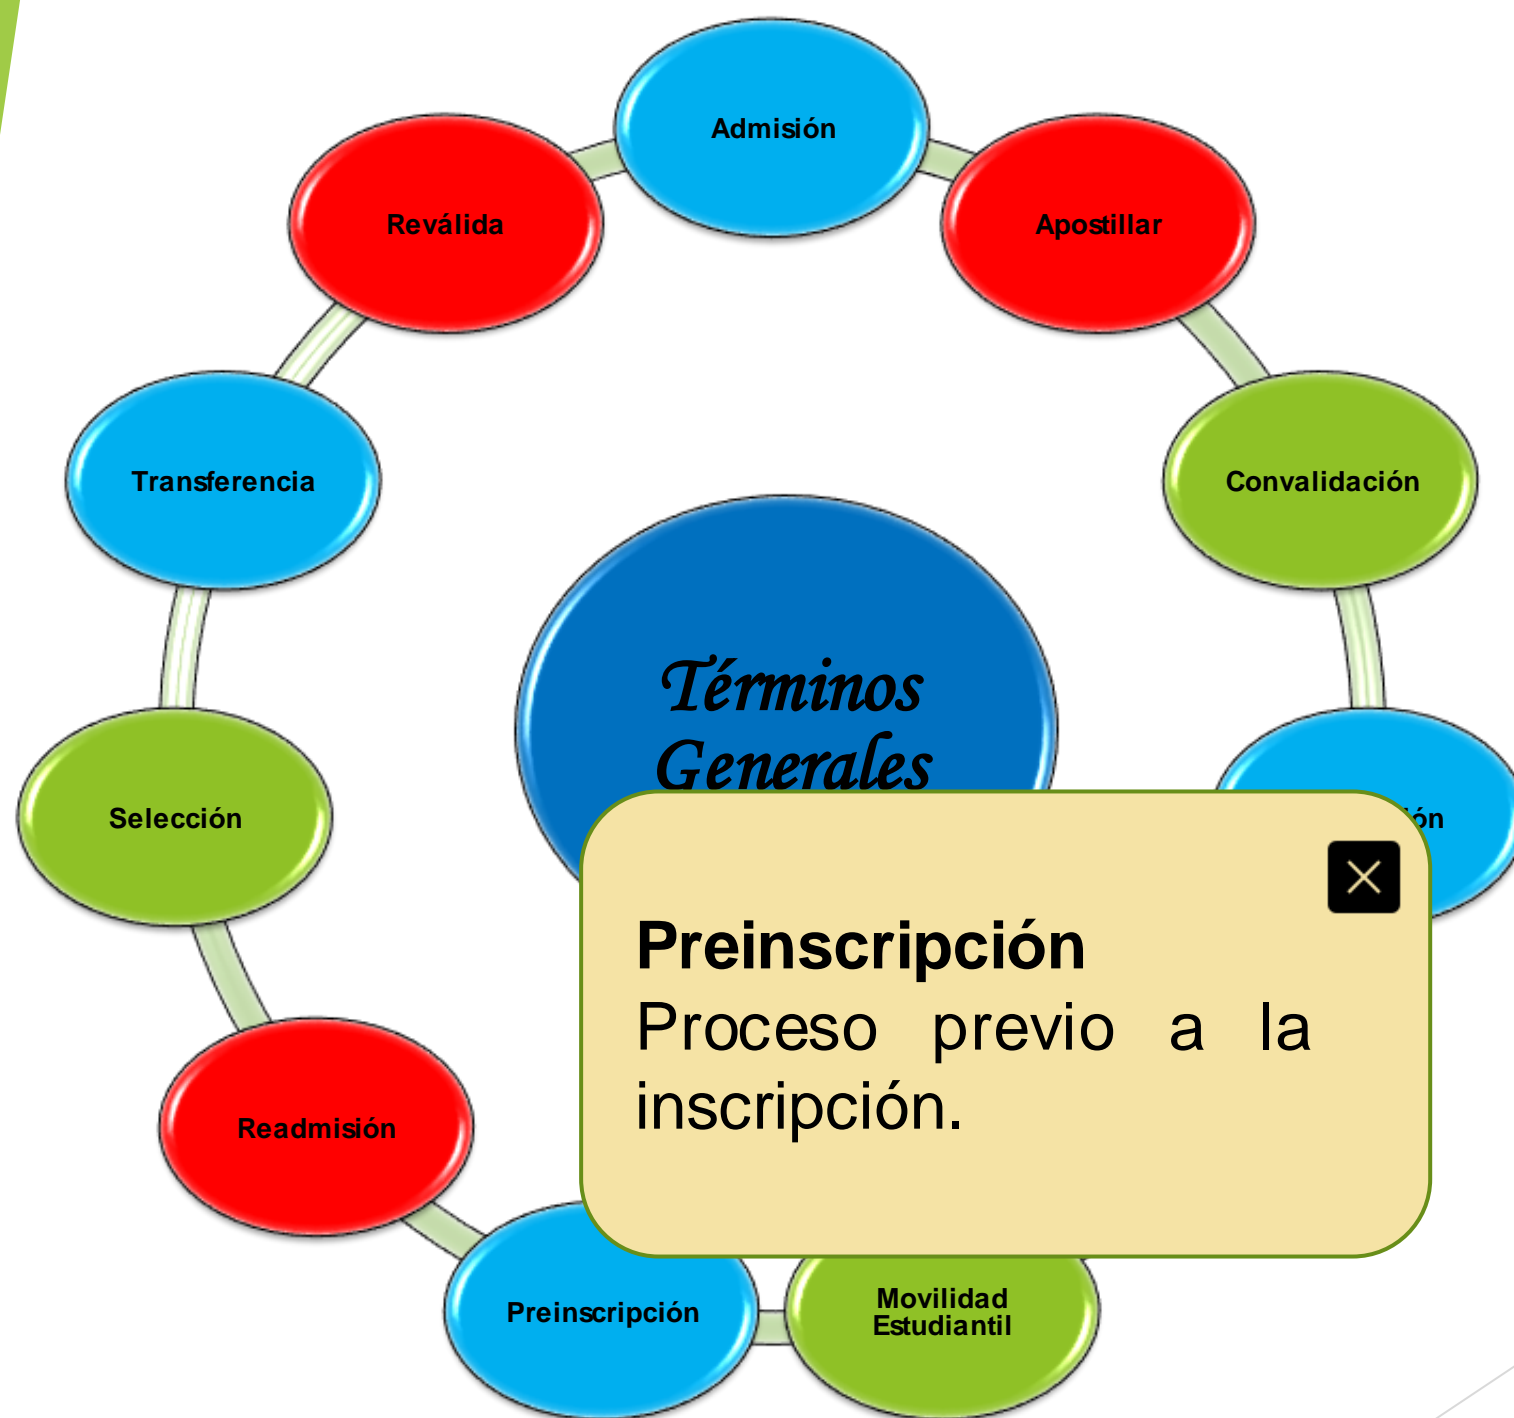 Admisión
Reválida
Apostillar
Transferencia
Convalidación
Términos
Generales
Selección
Preinscripción
Proceso previo a la
inscripción.
Readmisión
Preinscripción
Movilidad
Estudiantil